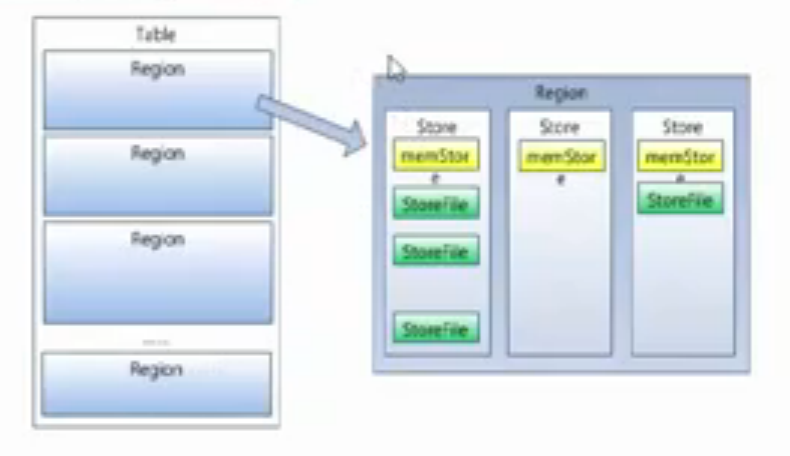 Table
Region
Region
Region
.....
Region
Region
Store
memStor
e
StoreFile
StoreFile
StoreFile
Store
memStor
e
Store
memStor
e
StoreFile